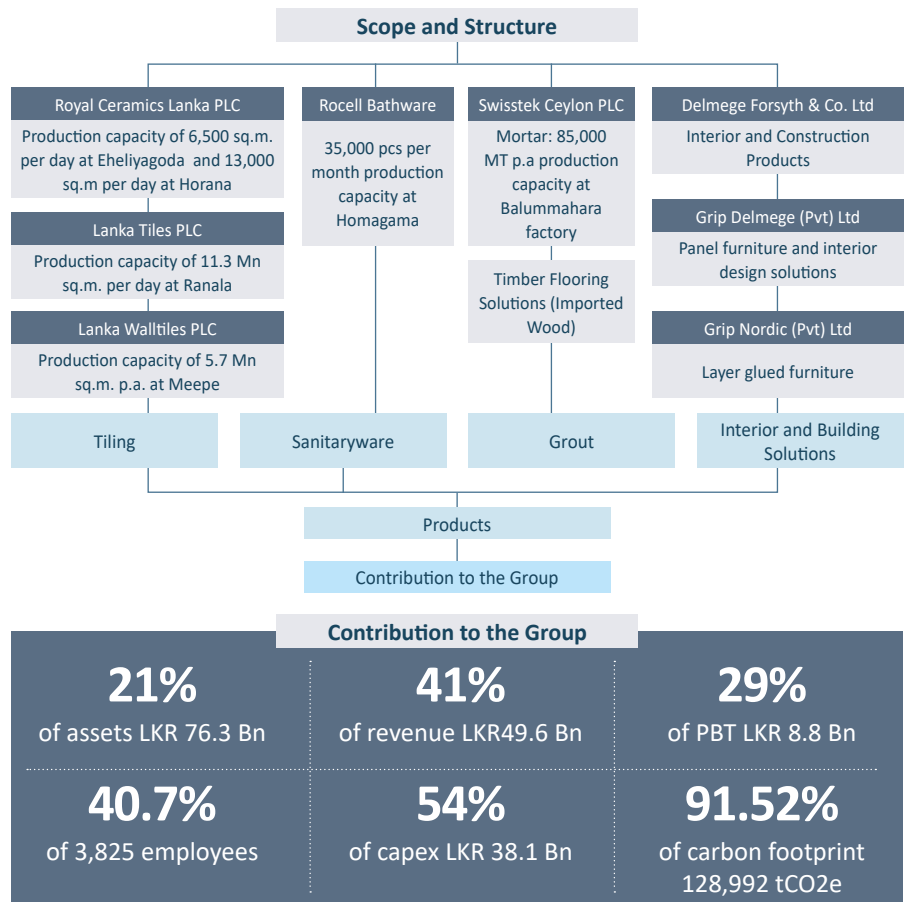 Scope and Structure
Royal Ceramics Lanka PLC
Production capacity of 6,500 sq.m.
per day at Eheliyagoda and 13,000
sq.m per day at Horana
Lanka Tiles PLC
Production capacity of 11.3 Mn
sq.m. per day at Ranala
Lanka Walltiles PLC
Production capacity of 5.7 Mn
sq.m. p.a. at Meepe
Tiling
Rocell Bathware
35,000 pcs per
month production
capacity at
Homagama
Sanitaryware
Swisstek Ceylon PLC
Mortar: 85,000
MT p.a production
capacity at
Balummahara
factory
Timber Flooring
Solutions (Imported
Wood)
Grout
Delmege Forsyth & Co. Ltd
Interior and Construction
Products
Grip Delmege (Pvt) Ltd
Panel furniture and interior
design solutions
Grip Nordic (Pvt) Ltd
Layer glued furniture
Interior and Building
Solutions
Products
Contribution to the Group
Contribution to the Group
21%
of assets LKR 76.3 Bn
41%
of revenue LKR49.6 Bn
29%
of PBT LKR 8.8 Bn
40.7%
of 3,825 employees
54%
of capex LKR 38.1 Bn
91.52%
of carbon footprint
128,992 tCO2e